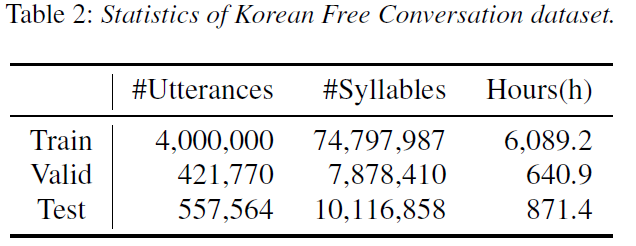 Table 2: Statistics of Korean Free Conversation dataset.
#Utterances #Syllables Hours(h)
Train 4,000,000 74,797,987 6,089.2
Valid 421,770 7,878,410 640.9
Test 557,564 10,116,858 871.4